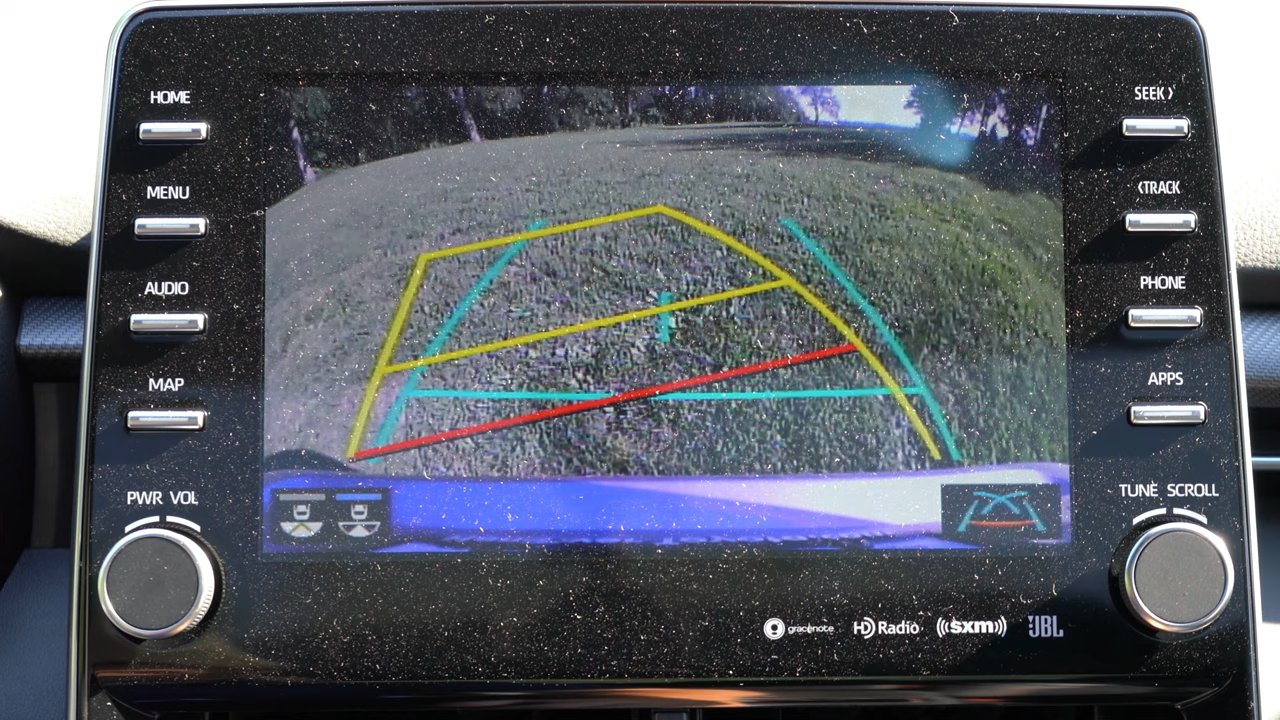 HOME
MENU
AUDIO
MAP
PWR VOL
SEEK >
< TRACK
PHONE
APPS
TUNE SCROLL
gracenote
HD Radio
((SXM))
JBL